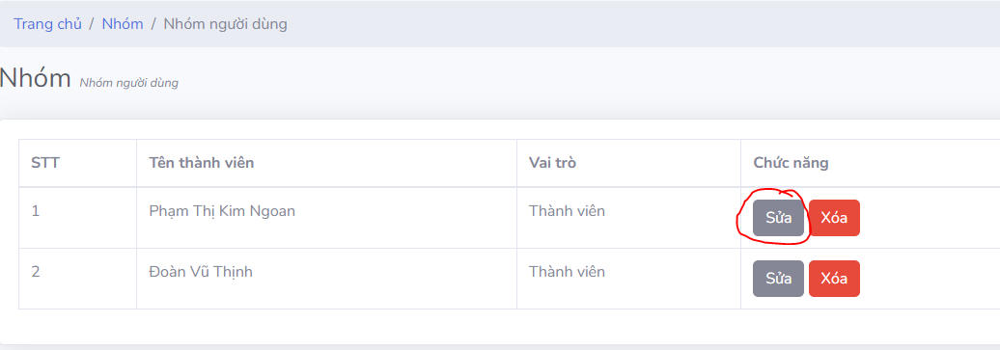 Trang chủ / Nhóm / Nhóm người dùng
Nhóm Nhóm người dùng
STT Tên thành viên Vai trò Chức năng
1 Phạm Thị Kim Ngoan Thành viên Sửa Xóa
2 Đoàn Vũ Thịnh Thành viên Sửa Xóa